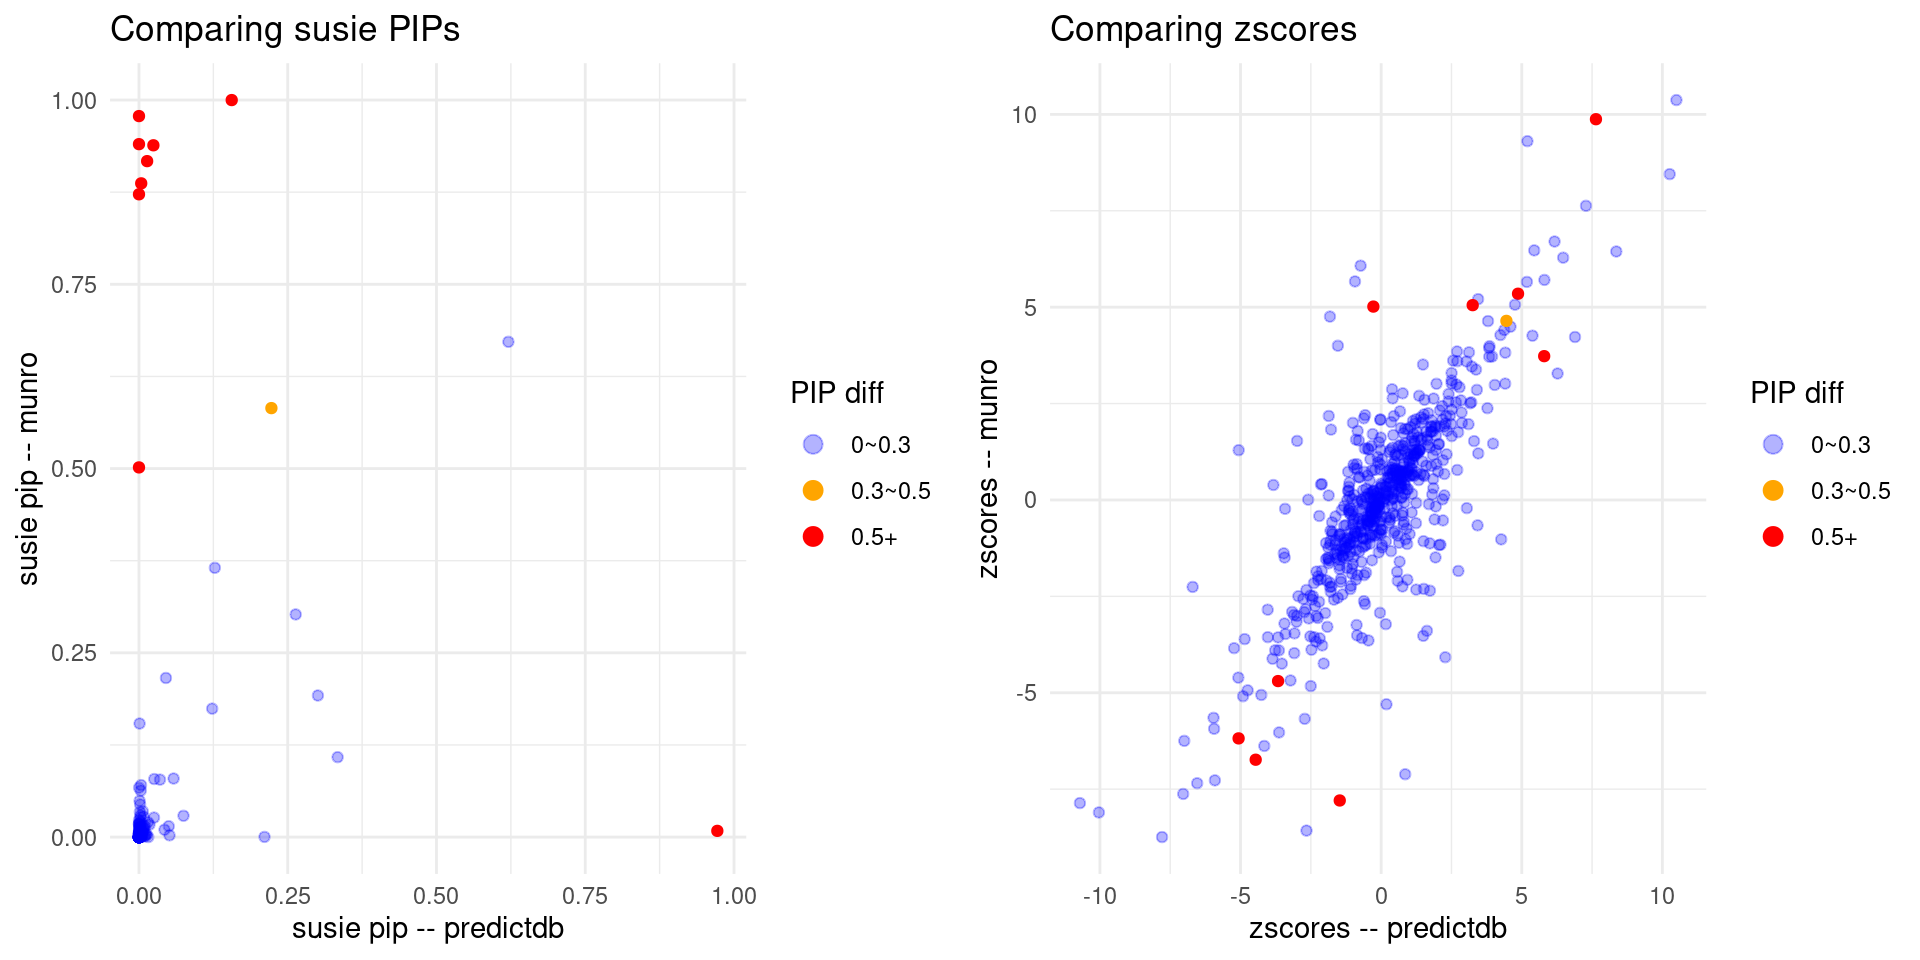 Comparing susie PIPs
susie pip -- munro
1.00
0.75
0.50
0.25
0.00
0.00 0.25 0.50 0.75 1.00
susie pip -- predictdb
PIP diff
0~0.3
0.3~0.5
0.5+
Comparing zscores
zscores -- munro
10
5
0
-5
-10 -5 0 5 10
zscores -- predictdb
PIP diff
0~0.3
0.3~0.5
0.5+